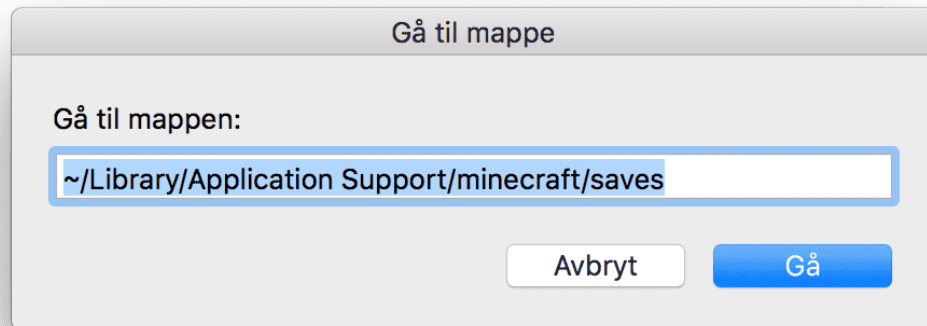 Gå til mappe
Gå til mappen:
~/Library/Application Support/minecraft/saves
Avbryt
Gå